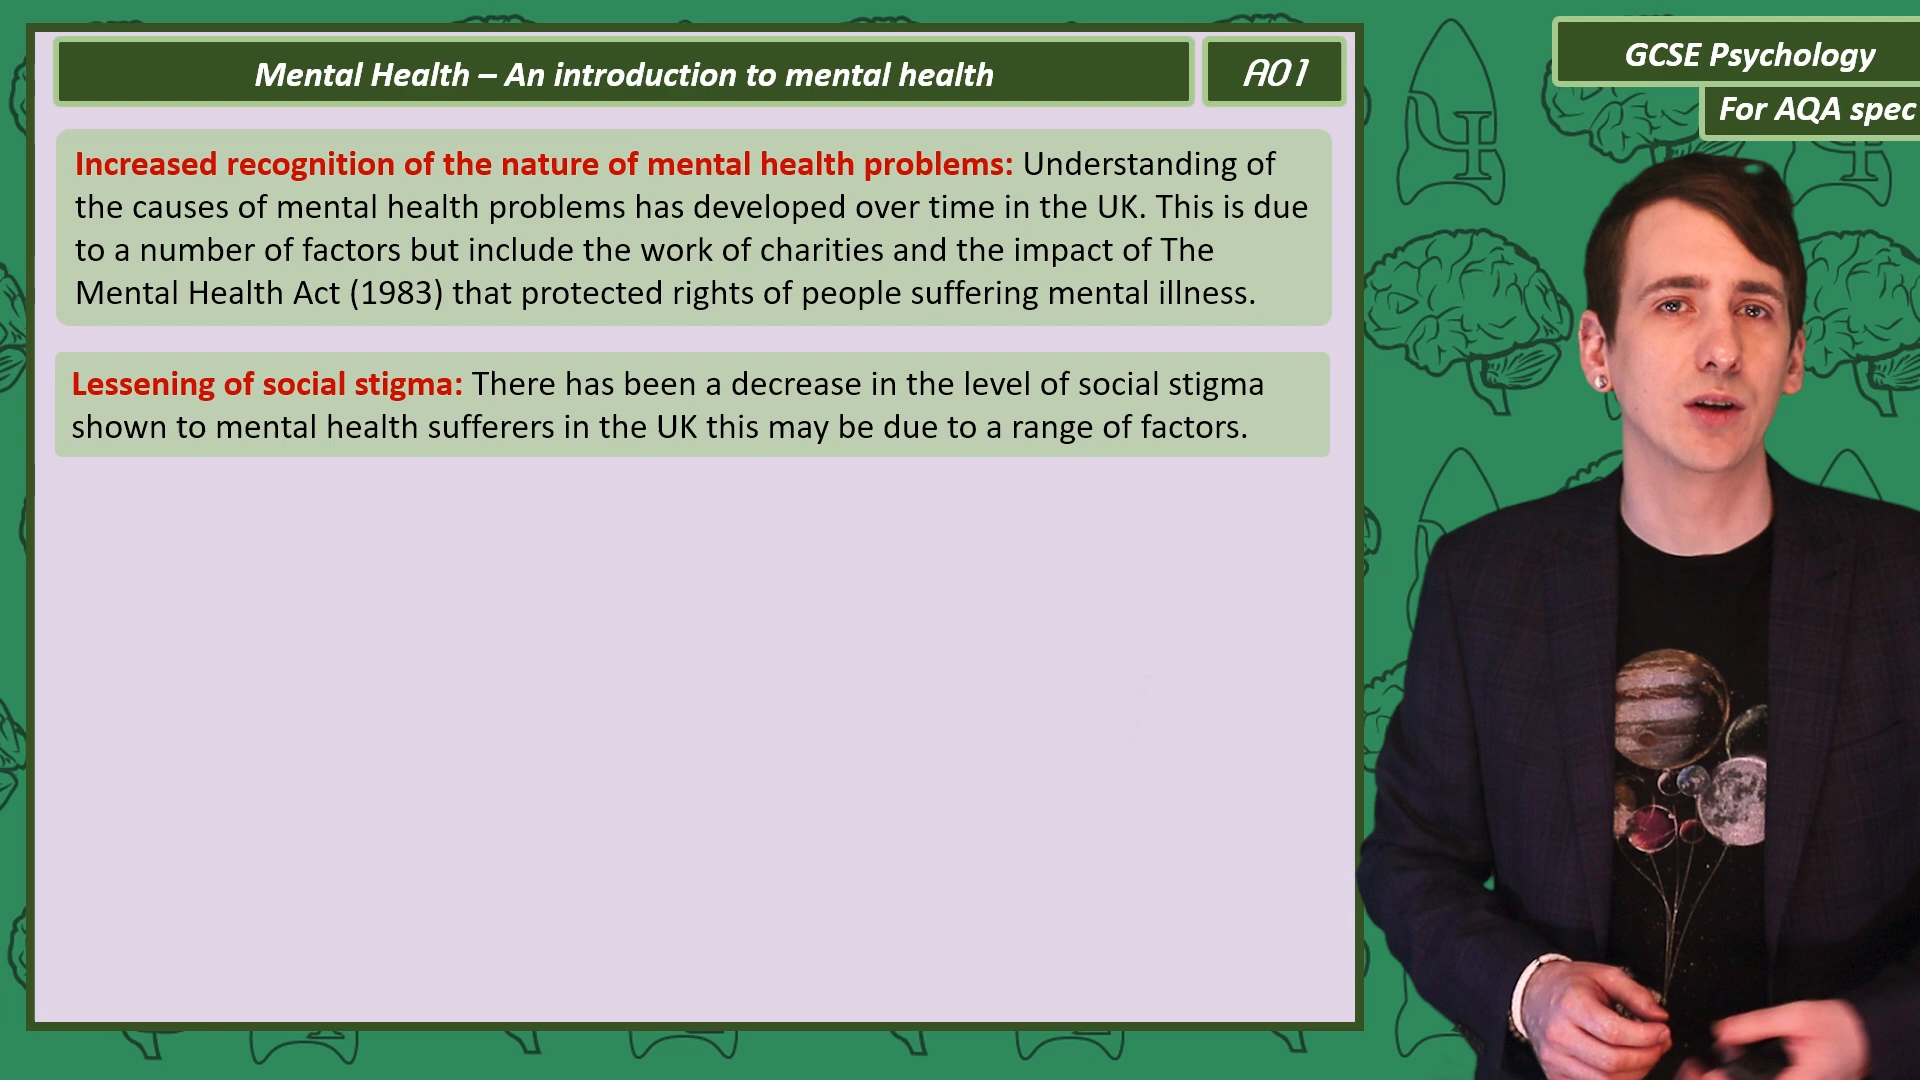 Mental Health – An introduction to mental health
AO1
GCSE Psychology
For AQA spec
Increased recognition of the nature of mental health problems: Understanding of
the causes of mental health problems has developed over time in the UK. This is due
to a number of factors but include the work of charities and the impact of The
Mental Health Act (1983) that protected rights of people suffering mental illness.
Lessening of social stigma: There has been a decrease in the level of social stigma
shown to mental health sufferers in the UK this may be due to a range of factors.